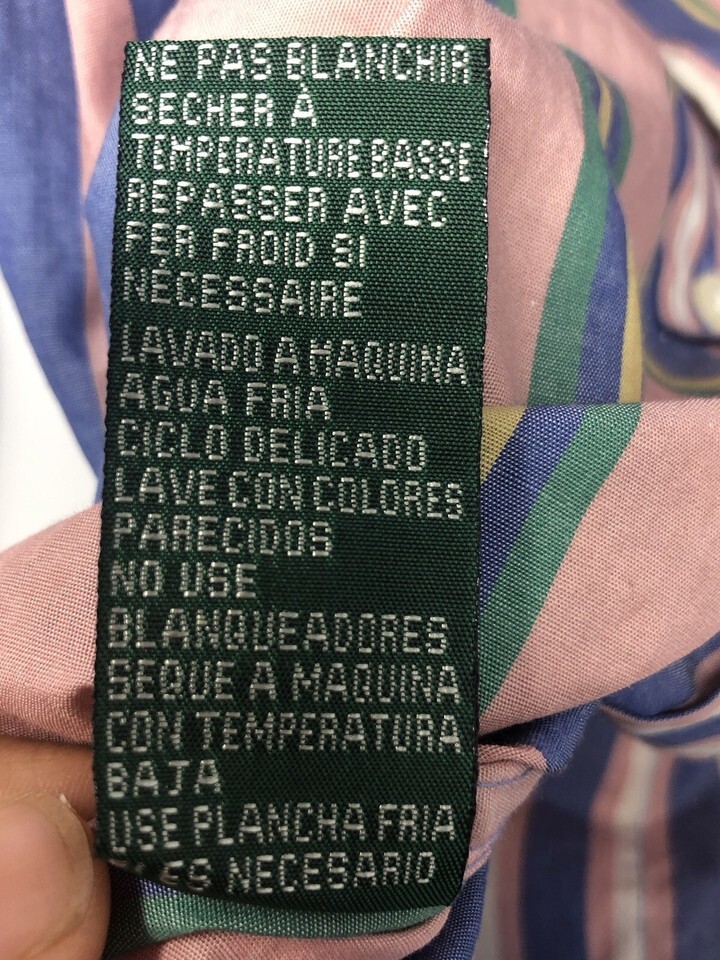 NE PAS BLANCHIR
SECHER À
TEMPERATURE BASSE
REPASSER AVEC
FER FROID SI
NECESSAIRE
LAVADO A MAQUINA
AGUA FRIA
CICLO DELICADO
LAVE CON COLORES
PARECIDOS
NO USE
BLANQUEADORES
SEQUE A MAQUINA
CON TEMPERATURA
BAJA
USE PLANCHA FRIA
ES NECESARIO